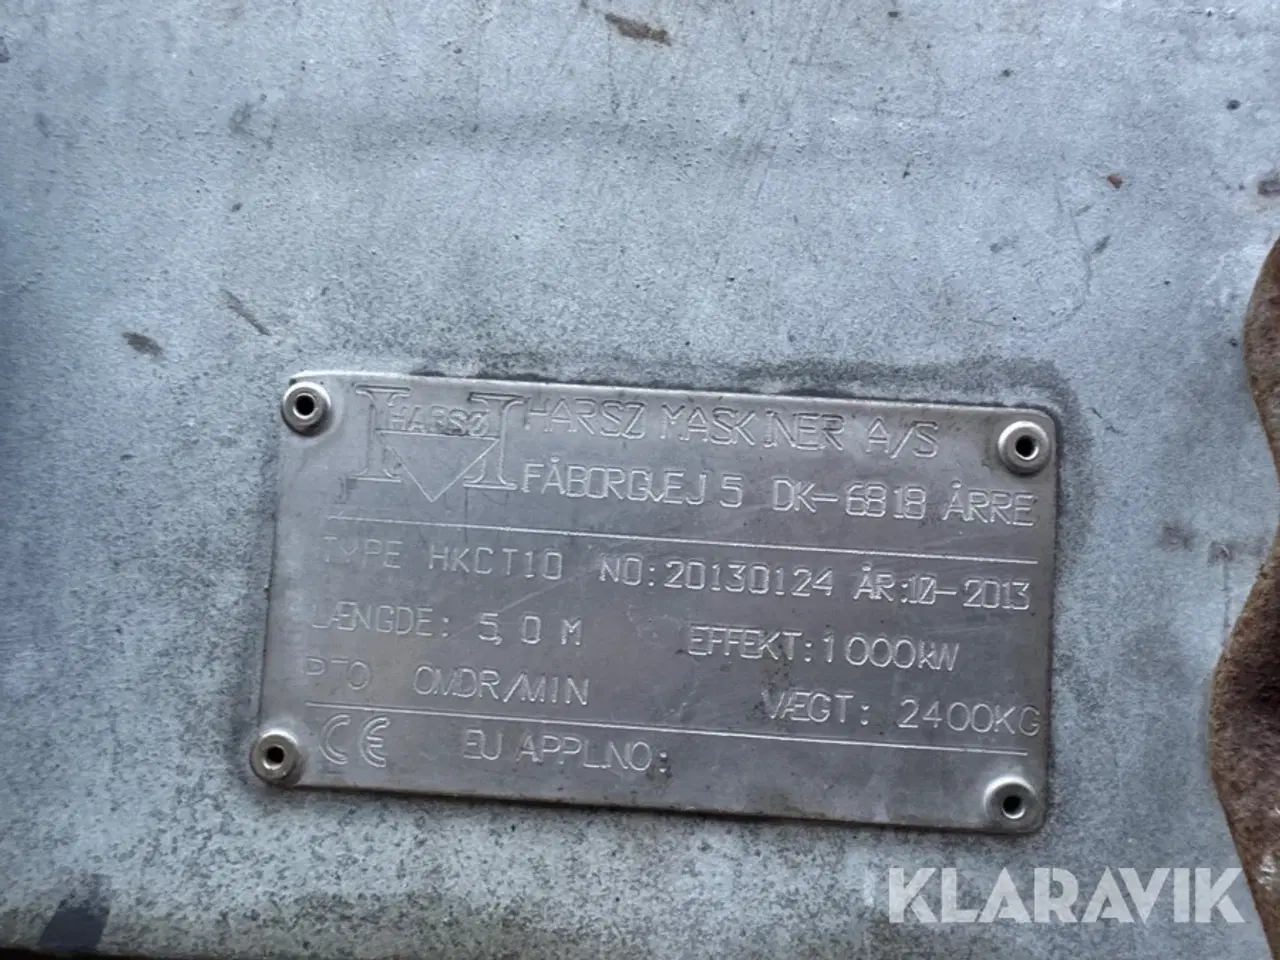 HARSØ
HARSØ MASKINER A/S
FÅBORGVEJ 5 DK-6818 ÅRRE
TYPE HKCT10 NO:20130124 ÅR:10-2013
LÆNGDE: 5,0 M EFFEKT:1000KW
PTO OMDR/MIN VÆGT: 2400KG
CE EU APPL.NO:
KLARAVIK